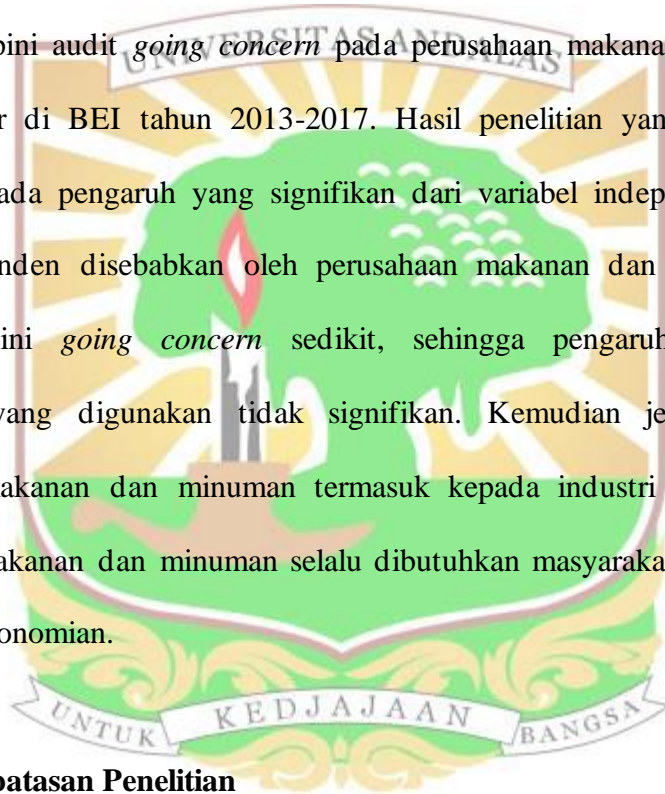 UNIVERSITAS ANDALAS
pini audit going concern pada perusahaan makana
r di BEI tahun 2013-2017. Hasil penelitian yan
ada pengaruh yang signifikan dari variabel indep
nden disebabkan oleh perusahaan makanan dan
ini going concern sedikit, sehingga pengaruh
yang digunakan tidak signifikan. Kemudian je
akanan dan minuman termasuk kepada industri
akanan dan minuman selalu dibutuhkan masyaraka
onomian.
UNTUK KEDJAJAAN BANGSA
batasan Penelitian